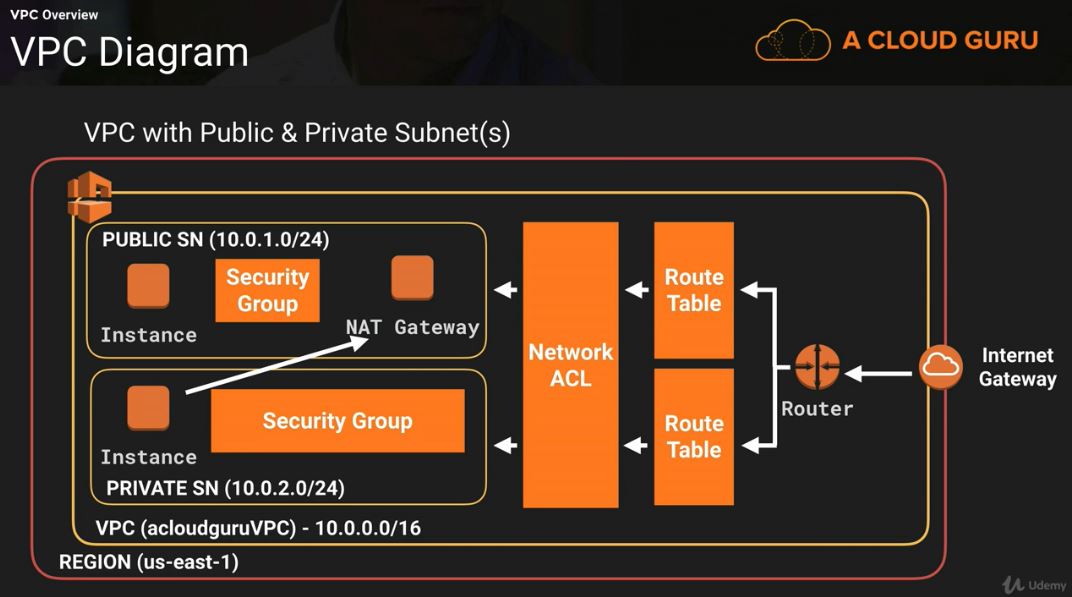 VPC Overview
VPC Diagram
A CLOUD GURU
VPC with Public & Private Subnet(s)
PUBLIC SN (10.0.1.0/24)
Instance
Security
Group
NAT Gateway
Instance
Security Group
PRIVATE SN (10.0.2.0/24)
VPC (acloudguruVPC) - 10.0.0.0/16
REGION (us-east-1)
Network
ACL
Route
Table
Route
Table
Router
Internet
Gateway
Udemy